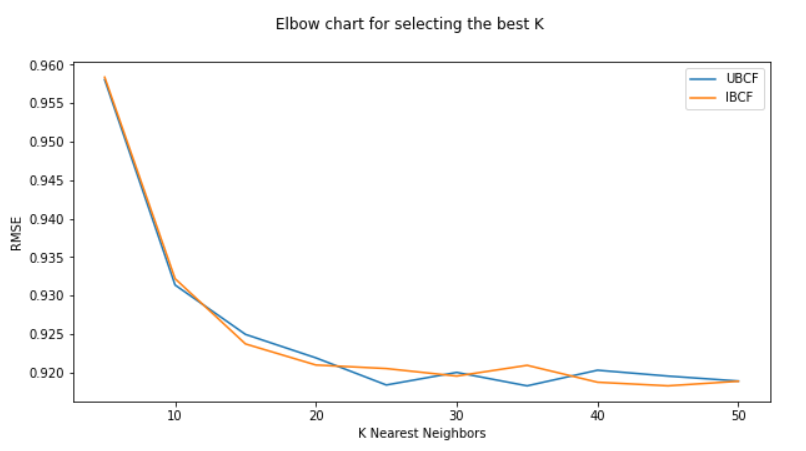 Elbow chart for selecting the best K
0.960
0.955
0.950
0.945
0.940
0.935
0.930
0.925
0.920
RMSE
UBCF
IBCF
10
20
30
40
50
K Nearest Neighbors